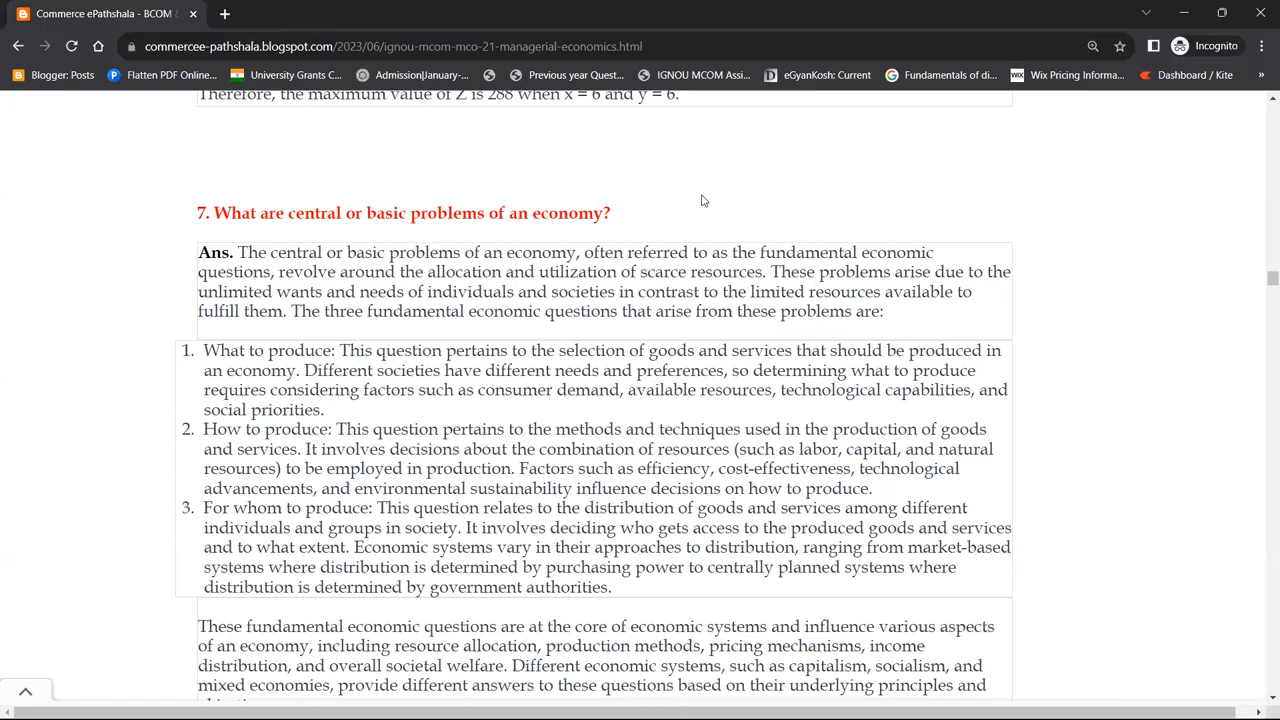 Commerce ePathshala - BCOM
commercee-pathshala.blogspot.com/2023/06/ignou-mcom-mco-21-managerial-economics.html
Incognito
Blogger: Posts
Flatten PDF Online...
University Grants C...
Admission|January-...
Previous year Quest...
IGNOU MCOM Assi...
eGyanKosh: Current
Fundamentals of di...
WIX
Wix Pricing Informa...
Dashboard / Kite
Therefore, the maximum value of Z is 288 when x = 6 and y = 6.
7. What are central or basic problems of an economy?
Ans. The central or basic problems of an economy, often referred to as the fundamental economic
questions, revolve around the allocation and utilization of scarce resources. These problems arise due to the
unlimited wants and needs of individuals and societies in contrast to the limited resources available to
fulfill them. The three fundamental economic questions that arise from these problems are:
1. What to produce: This question pertains to the selection of goods and services that should be produced in
an economy. Different societies have different needs and preferences, so determining what to produce
requires considering factors such as consumer demand, available resources, technological capabilities, and
social priorities.
2. How to produce: This question pertains to the methods and techniques used in the production of goods
and services. It involves decisions about the combination of resources (such as labor, capital, and natural
resources) to be employed in production. Factors such as efficiency, cost-effectiveness, technological
advancements, and environmental sustainability influence decisions on how to produce.
3. For whom to produce: This question relates to the distribution of goods and services among different
individuals and groups in society. It involves deciding who gets access to the produced goods and services
and to what extent. Economic systems vary in their approaches to distribution, ranging from market-based
systems where distribution is determined by purchasing power to centrally planned systems where
distribution is determined by government authorities.
These fundamental economic questions are at the core of economic systems and influence various aspects
of an economy, including resource allocation, production methods, pricing mechanisms, income
distribution, and overall societal welfare. Different economic systems, such as capitalism, socialism, and
mixed economies, provide different answers to these questions based on their underlying principles and